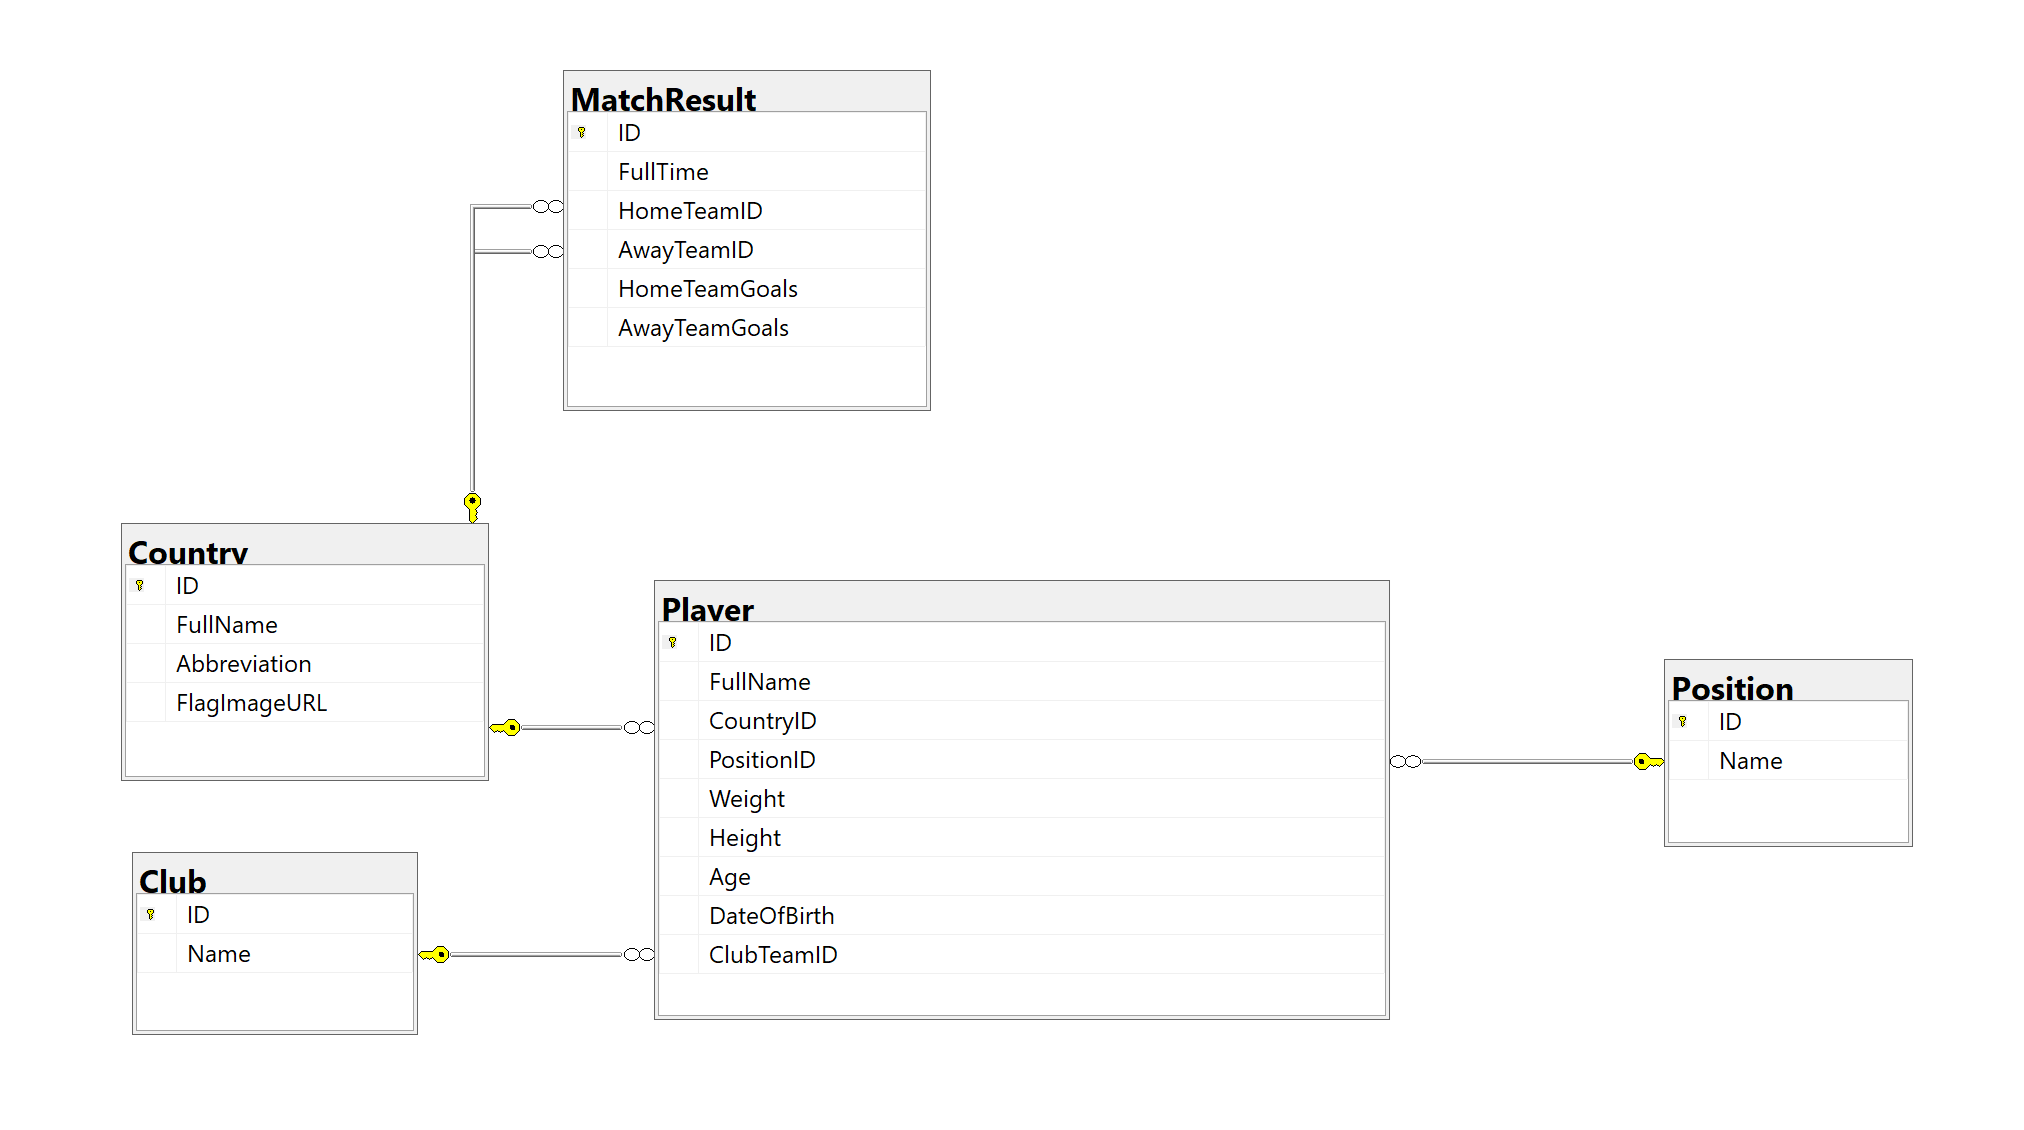 MatchResult
ID
FullTime
HomeTeamID
AwayTeamID
HomeTeamGoals
AwayTeamGoals
Country
ID
FullName
Abbreviation
FlagImageURL
Player
ID
FullName
CountryID
PositionID
Weight
Height
Age
DateOfBirth
ClubTeamID
Position
ID
Name
Club
ID
Name